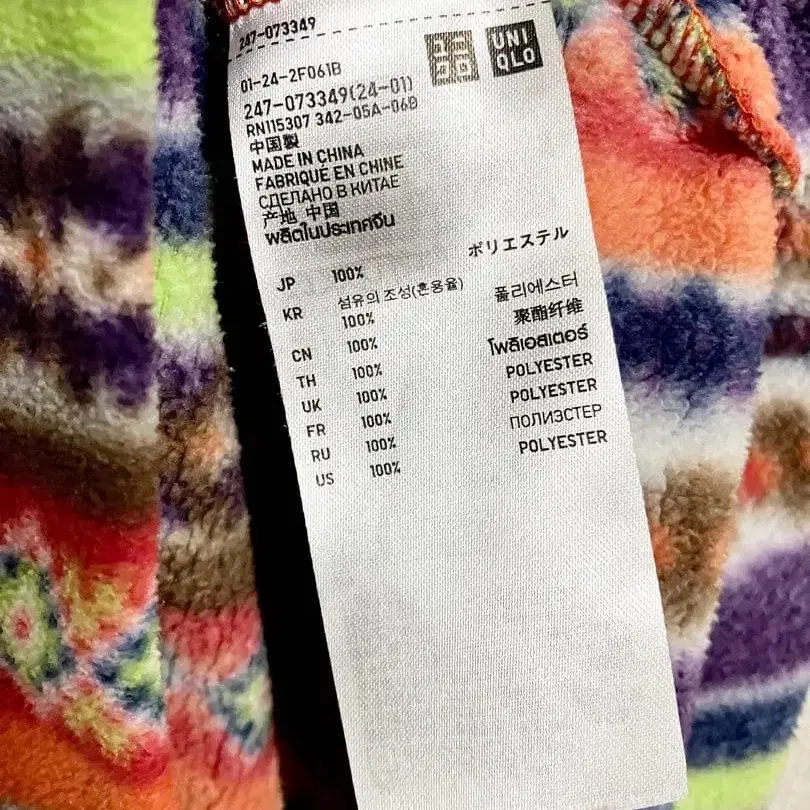 247-073349
ユニクロ
UNIQLO
01-24-2F061B
247-073349(24-01)
RN115307 342-05A-06B
中国製
MADE IN CHINA
FABRIQUÉ EN CHINE
СДЕЛАНО В КИТАЕ
产地 中国
ผลิตในประเทศจีน
JP 100% ポリエステル
KR 섬유의 조성(혼용율)
100% 폴리에스터
CN 100% 聚酯纤维
TH 100% โพลิเอสเตอร์
UK 100% POLYESTER
FR 100% POLYESTER
RU 100% ПОЛИЭСТЕР
US 100% POLYESTER